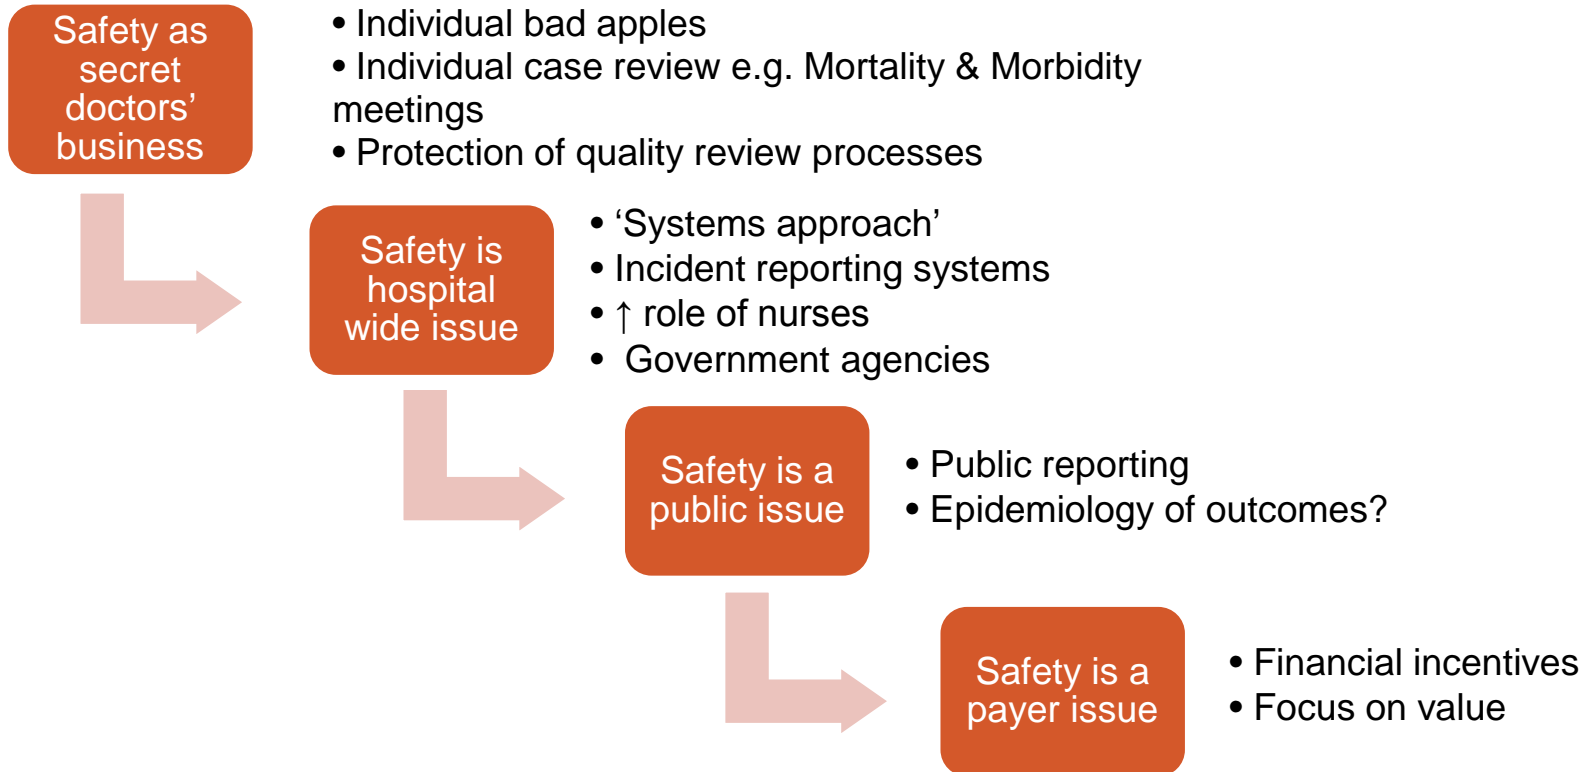 Safety as
secret
doctors’
business
• Individual bad apples
• Individual case review e.g. Mortality & Morbidity
meetings
• Protection of quality review processes
Safety is
hospital
wide issue
• ‘Systems approach’
• Incident reporting systems
• ↑ role of nurses
• Government agencies
Safety is a
public issue
• Public reporting
• Epidemiology of outcomes?
Safety is a
payer issue
• Financial incentives
• Focus on value